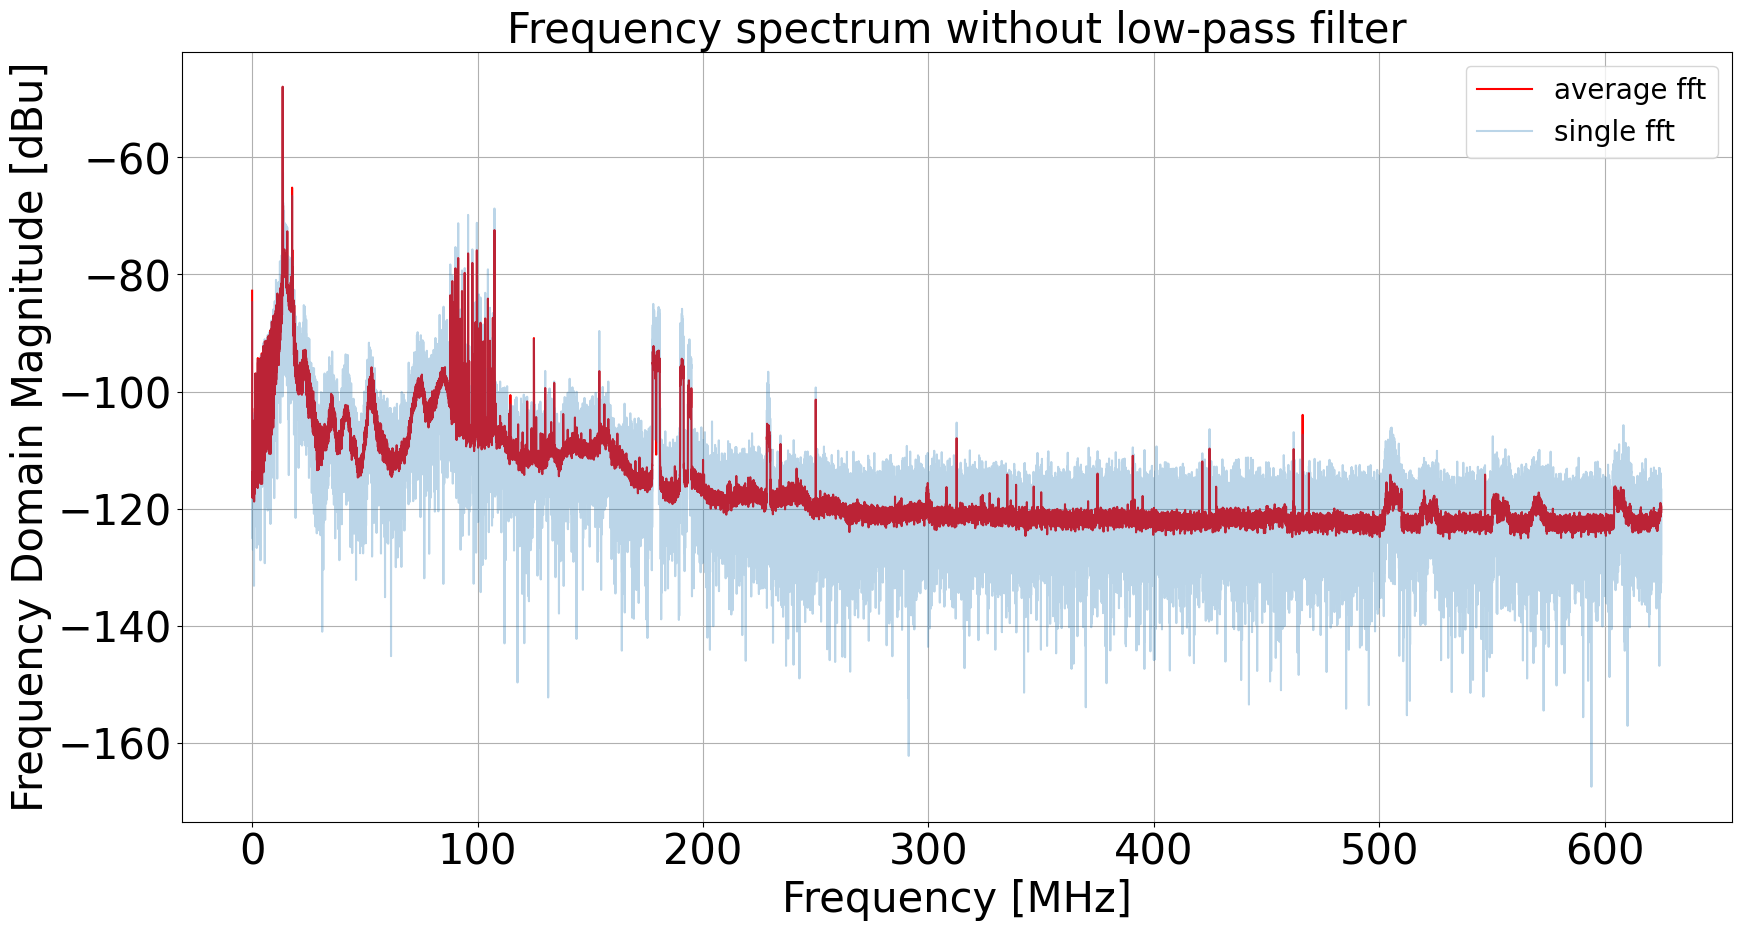 Frequency spectrum without low-pass filter
average fft
single fft
Frequency Domain Magnitude [dBu]
−60
−80
−100
−120
−140
−160
0 100 200 300 400 500 600
Frequency [MHz]